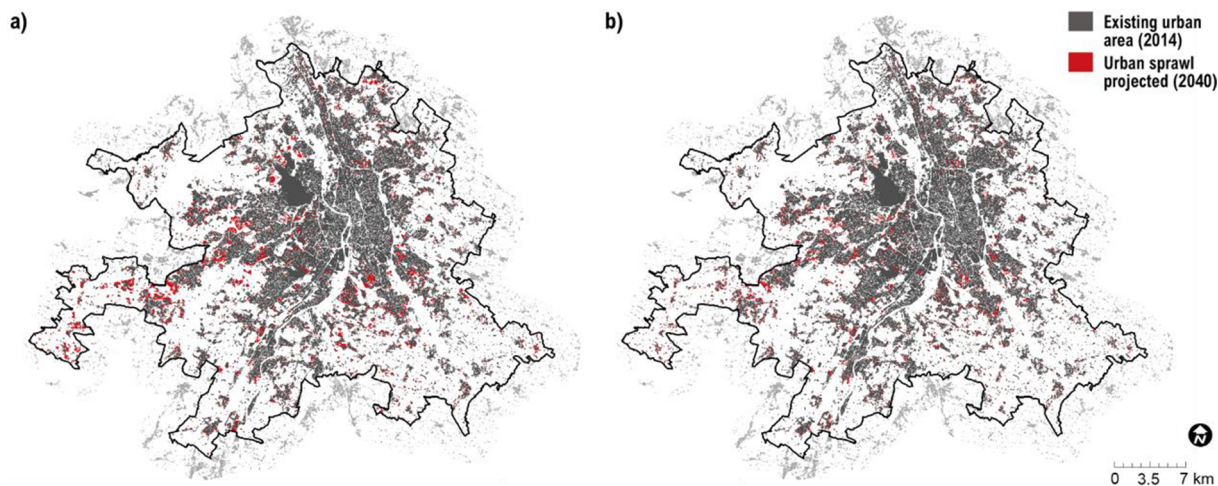 a)
b)
Existing urban
area (2014)
Urban sprawl
projected (2040)
N
0 3.5 7 km